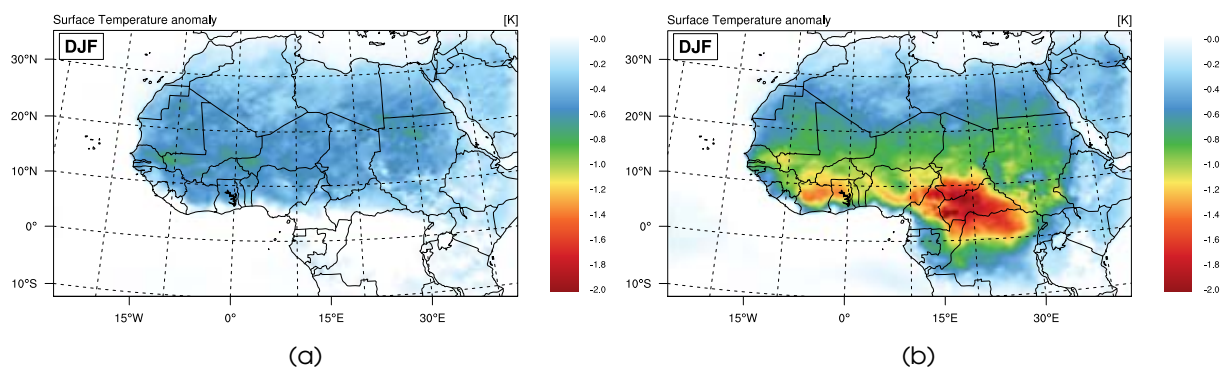 Surface Temperature anomaly [K]
DJF
30°N
20°N
10°N
0°
10°S
15°W 0° 15°E 30°E
-0.0
-0.2
-0.4
-0.6
-0.8
-1.0
-1.2
-1.4
-1.6
-1.8
-2.0
(a)
Surface Temperature anomaly [K]
DJF
30°N
20°N
10°N
0°
10°S
15°W 0° 15°E 30°E
-0.0
-0.2
-0.4
-0.6
-0.8
-1.0
-1.2
-1.4
-1.6
-1.8
-2.0
(b)